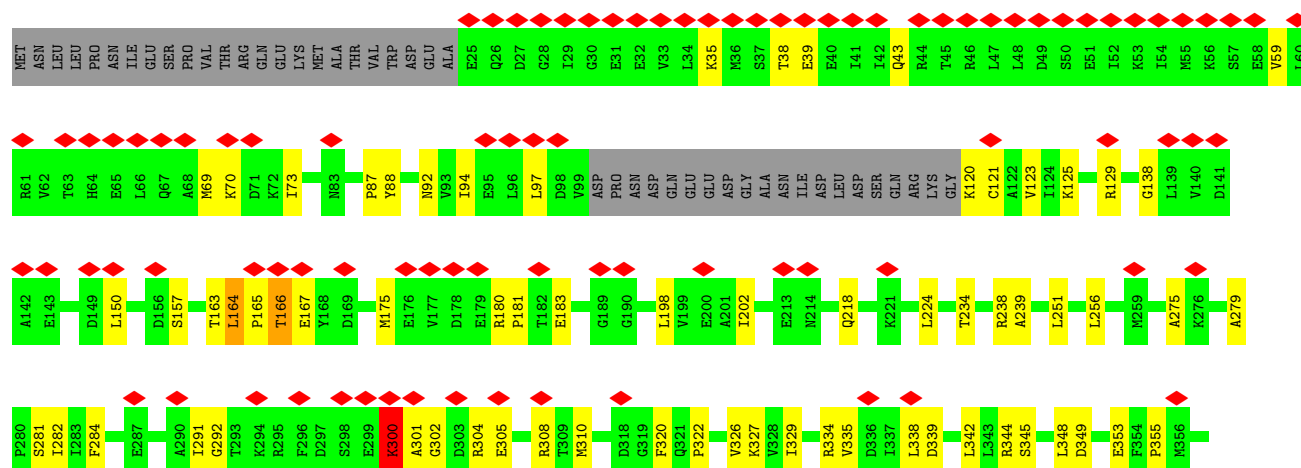 MET ASN LEU LEU PRO ASN ILE GLU SER PRO VAL THR ARG GLN GLU LYS MET ALA THR VAL TRP ASP GLU ALA E25 Q26 D27 G28 I29 G30 E31 E32 V33 L34 K35 M36 S37 T38 E39 E40 I41 I42 Q43 R44 T45 R46 L47 L48 D49 S50 E51 I52 K53 I54 M55 K56 S57 E58 V59 L60
R61 V62 T63 H64 E65 L66 Q67 A68 M69 K70 D71 K72 I73 N83 P87 Y88 N92 V93 I94 E95 L96 L97 D98 V99 ASP PRO ASN ASP GLN GLU GLU ASP GLY ALA ASN ILE ASP LEU ASP SER GLN ARG LYS GLY K120 C121 A122 V123 I124 K125 R129 G138 L139 V140 D141
A142 E143 D149 L150 D156 S157 T163 L164 P165 T166 E167 Y168 D169 M175 E176 V177 D178 E179 R180 P181 T182 E183 G189 G190 L198 V199 E200 A201 I202 E213 N214 Q218 K221 L224 T234 R238 A239 L251 L256 M259 A275 K276 A279
P280 S281 I282 I283 F284 E287 A290 I291 G292 T293 K294 R295 F296 D297 S298 E299 K300 A301 G302 D303 R304 E305 R308 T309 M310 D318 G319 F320 Q321 P322 V326 K327 V328 I329 R334 V335 D336 I337 L338 D339 L342 L343 R344 S345 L348 D349 E353 F354 P355 M356